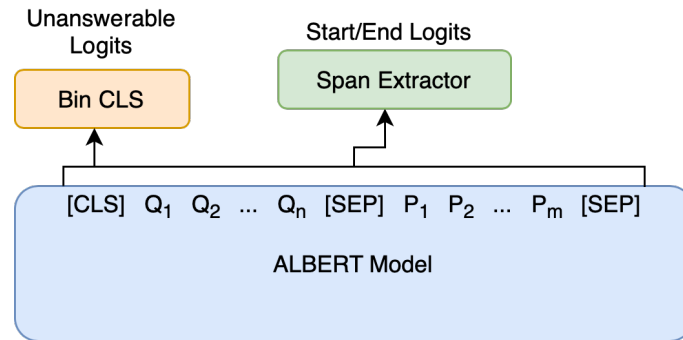 Unanswerable
Logits
Start/End Logits
Bin CLS
Span Extractor
[CLS] Q1 Q2 ... Qn [SEP] P1 P2 ... Pm [SEP]
ALBERT Model